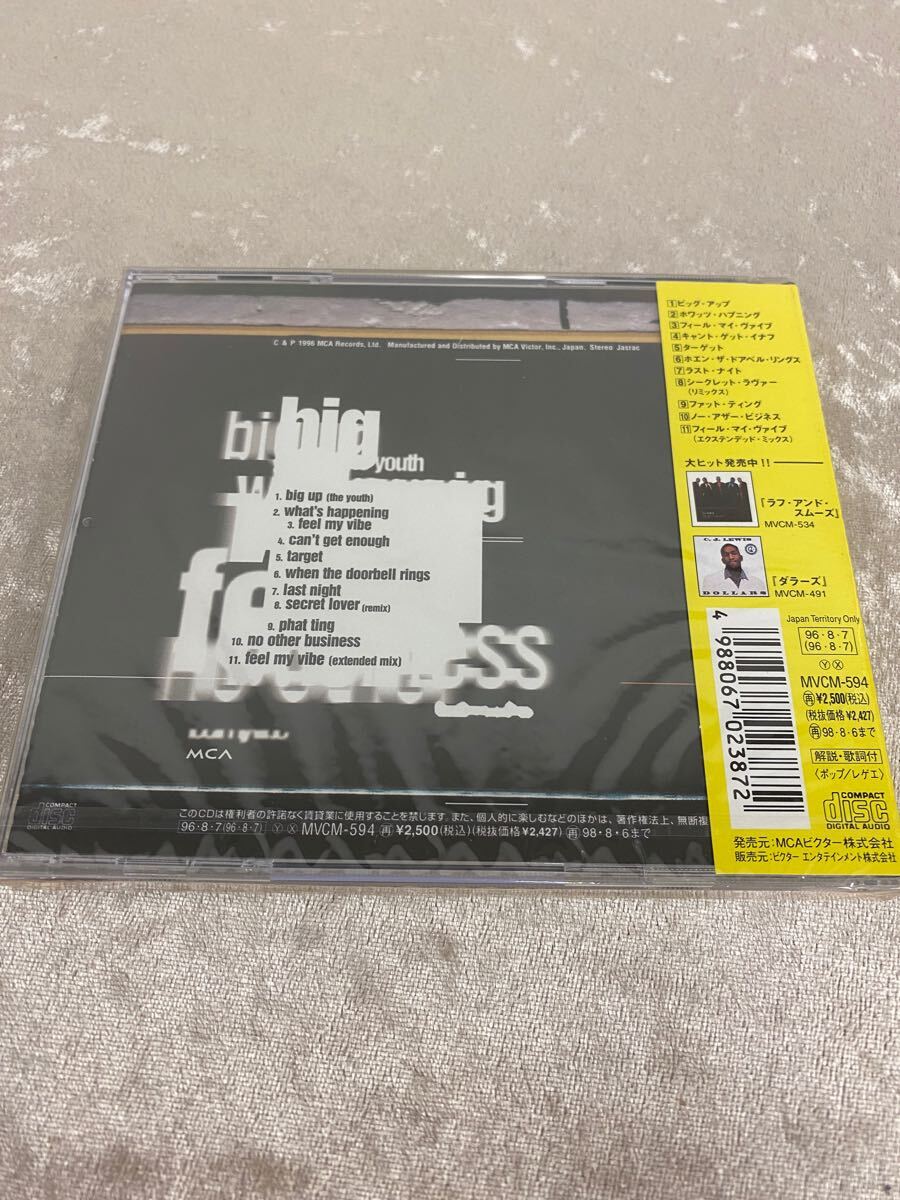 C & P 1996 MCA Records, Ltd. Manufactured and Distributed by MCA Victor, Inc., Japan. Stereo Jasrac
big
big
youth
1. big up (the youth)
2. what's happening
3. feel my vibe
4. can't get enough
5. target
6. when the doorbell rings
7. last night
8. secret lover (remix)
9. phat ting
10. no other business
11. feel my vibe (extended mix)
MCA
COMPACT
disc
DIGITAL AUDIO
このCDは権利者の許諾なく賃貸業に使用することを禁じます。また、個人的に楽しむなどのほかは、著作権法上、無断複
96・8・7(96・8・7) Ⓨ Ⓧ MVCM-594 再 ¥2,500(税込)(税抜価格¥2,427) 再 98・8・6まで
1 ビッグ・アップ
2 ホワッツ・ハプニング
3 フィール・マイ・ヴァイブ
4 キャント・ゲット・イナフ
5 ターゲット
6 ホエン・ザ・ドアベル・リングス
7 ラスト・ナイト
8 シークレット・ラヴァー
(リミックス)
9 ファット・ティング
10 ノー・アザー・ビジネス
11 フィール・マイ・ヴァイブ
(エクステンデッド・ミックス)
大ヒット発売中!!
『ラフ・アンド・
スムーズ』
MVCM-534
C. J. LEWIS
DOLLARS
『ダラーズ』
MVCM-491
4 988067 023872
Japan Territory Only
96・8・7
(96・8・7)
Ⓨ Ⓧ
MVCM-594
再 ¥2,500(税込)
(税抜価格¥2,427)
再 98・8・6まで
解説・歌詞付
〈ポップ/レゲエ〉
COMPACT
disc
DIGITAL AUDIO
発売元:MCAビクター株式会社
販売元:ビクター エンタテインメント株式会社